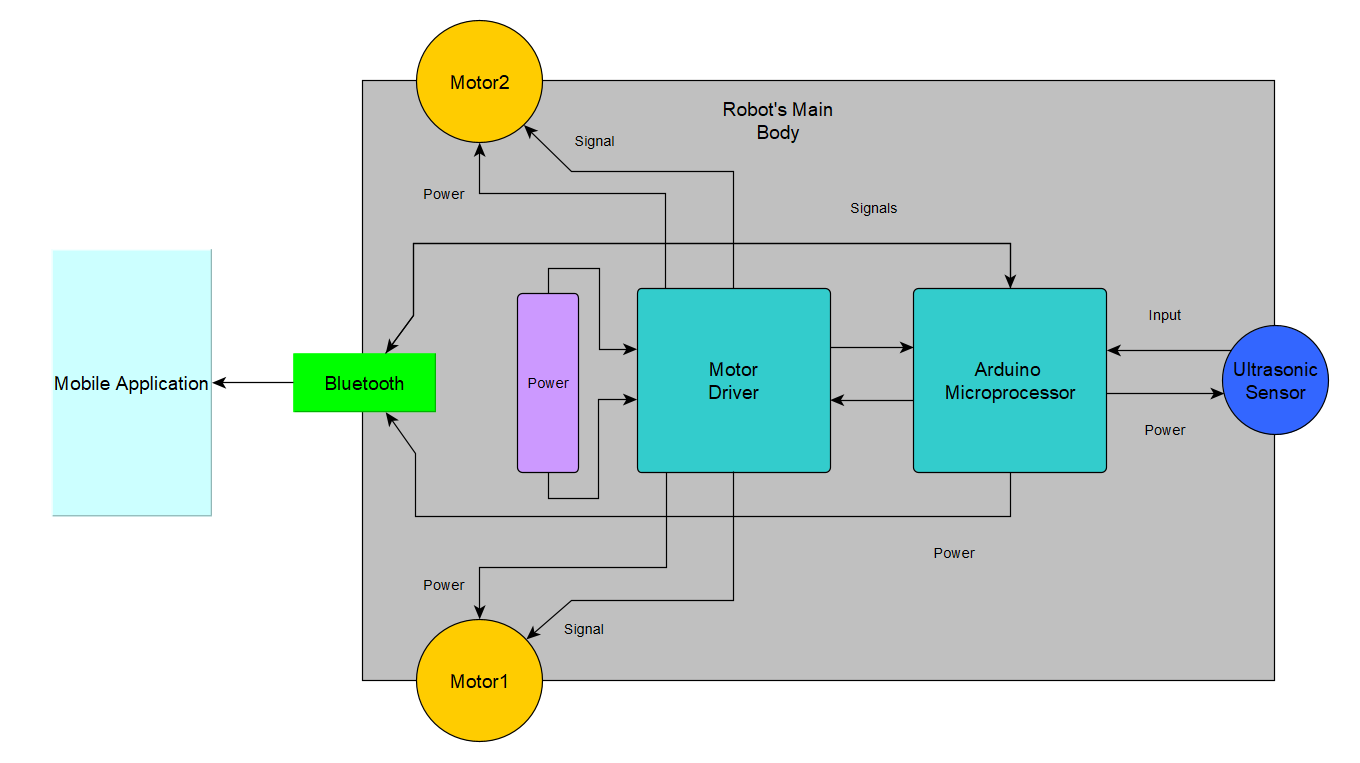 Motor2
Robot's Main
Body
Signal
Power
Signals
Mobile Application
Bluetooth
Power
Motor
Driver
Arduino
Microprocessor
Input
Ultrasonic
Sensor
Power
Power
Power
Signal
Motor1